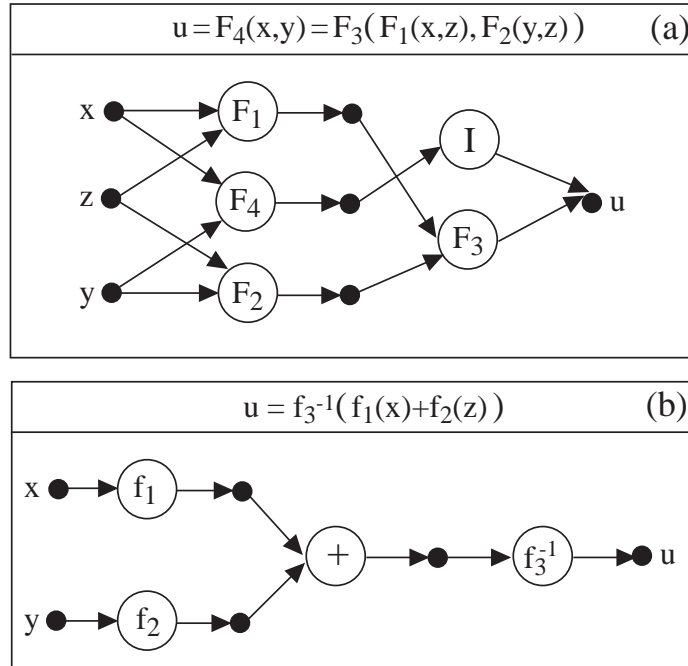 u = F₄(x,y) = F₃( F₁(x,z), F₂(y,z) ) (a)
x F₁
I
z F₄ u
F₃
y F₂
u = f₃⁻¹( f₁(x)+f₂(z) ) (b)
x f₁
+ f₃⁻¹ u
y f₂